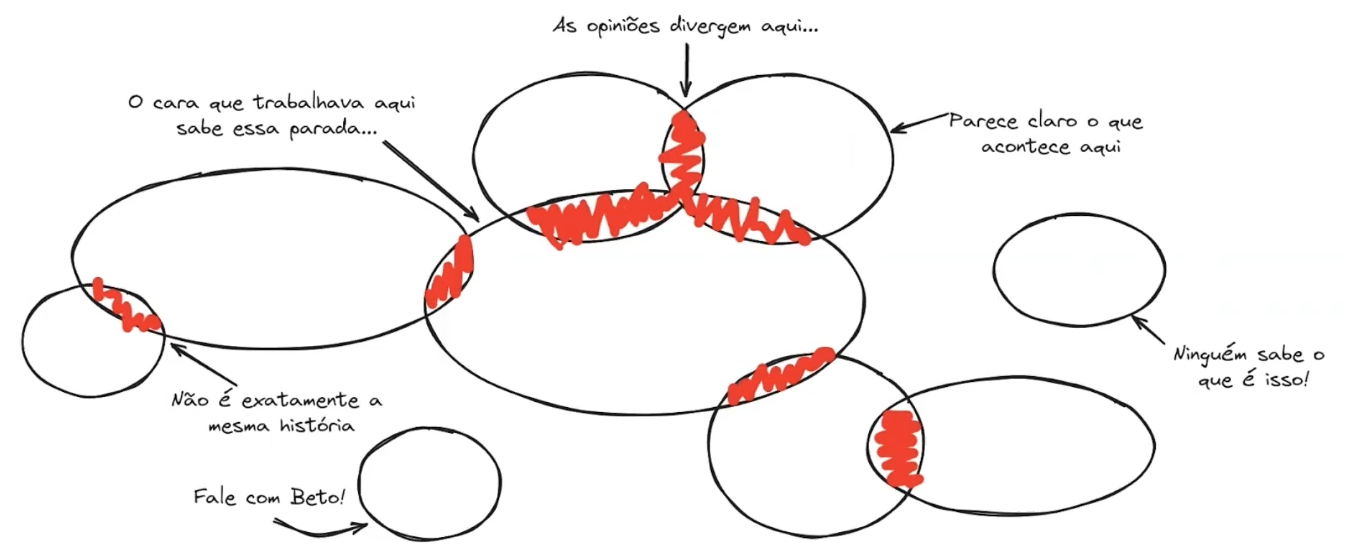 As opiniões divergem aqui...
O cara que trabalhava aqui
sabe essa parada...
Parece claro o que
acontece aqui
Ninguém sabe o
que é isso!
Não é exatamente a
mesma história
Fale com Beto!